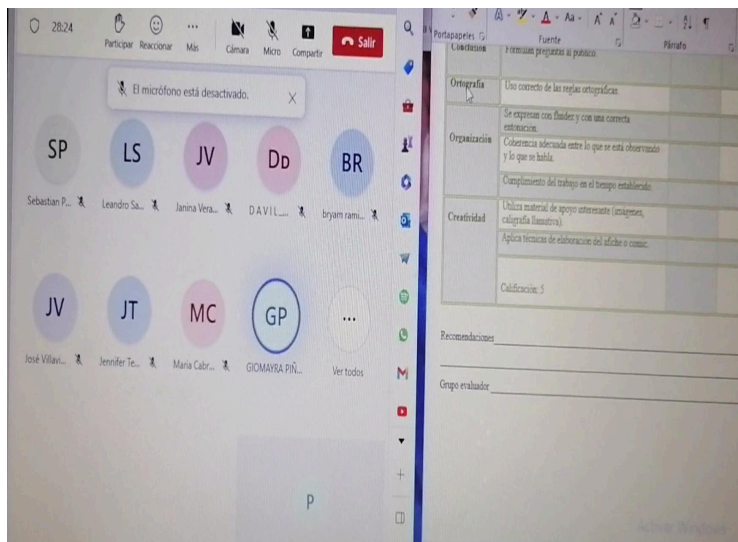 28:24
Participar
Reaccionar
Más
Cámara
Micro
Compartir
Salir
El micrófono está desactivado.
SP
LS
JV
DD
BR
Sebastian P...
Leandro Sa...
Janina Vera...
DAVIL...
bryam rami...
JV
JT
MC
GP
...
José Villavi...
Jennifer Te...
Maria Cabr...
GIOMAYRA PIÑ...
Ver todos
P
Portapapeles
Fuente
Párrafo
Aa
Conclusión
Formulan preguntas al público.
Ortografía
Uso correcto de las reglas ortográficas.
Organización
Se expresan con fluidez y con una correcta
entonación.
Coherencia adecuada entre lo que se está observando
y lo que se habla.
Cumplimiento del trabajo en el tiempo establecido.
Creatividad
Utiliza material de apoyo interesante (imágenes,
caligrafía llamativa).
Aplica técnicas de elaboración del afiche o comic.
Calificación: 5
Recomendaciones
Grupo evaluador
Activar Windows